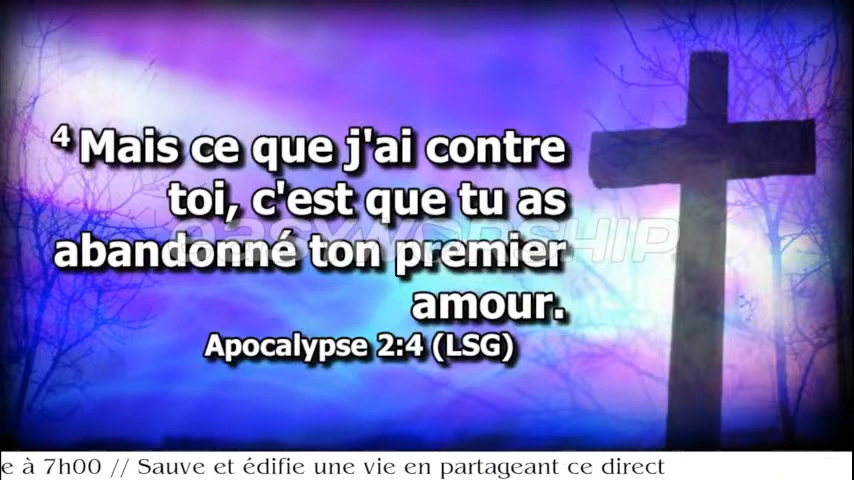 4 Mais ce que j'ai contre
toi, c'est que tu as
abandonné ton premier
amour.
Apocalypse 2:4 (LSG)
EASYWORSHIP
e à 7h00 // Sauve et édifie une vie en partageant ce direct